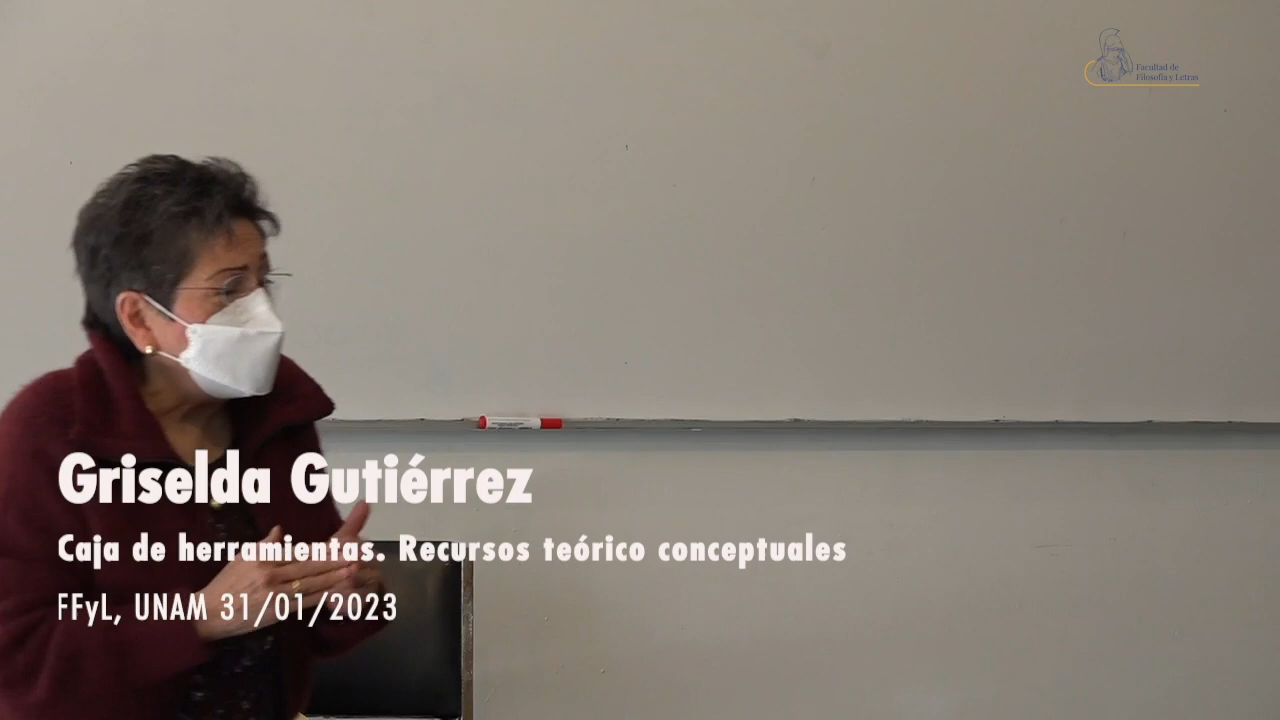 Facultad de
Filosofía y Letras
Griselda Gutiérrez
Caja de herramientas. Recursos teórico conceptuales
FFyL, UNAM 31/01/2023